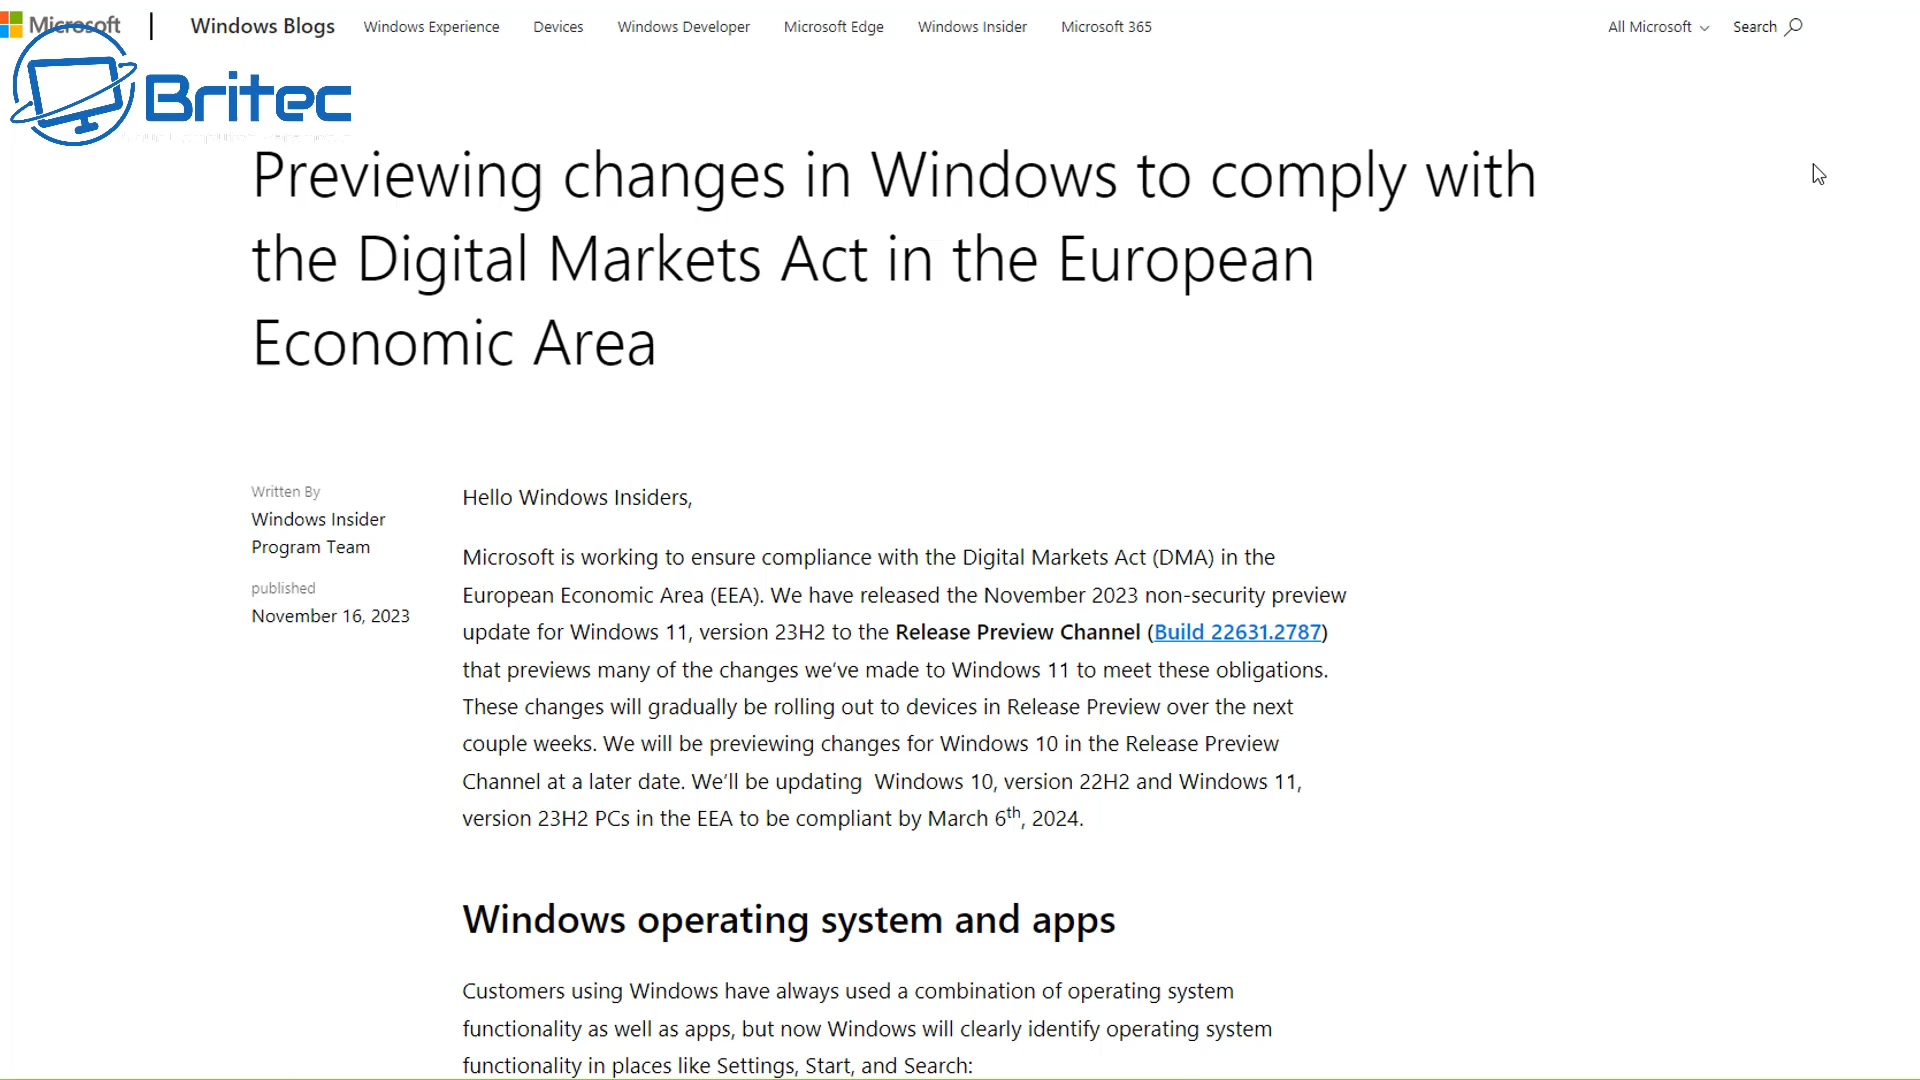 Microsoft
Windows Blogs
Windows Experience
Devices
Windows Developer
Microsoft Edge
Windows Insider
Microsoft 365
All Microsoft
Search
Britec
Previewing changes in Windows to comply with
the Digital Markets Act in the European
Economic Area
Written By
Windows Insider
Program Team
published
November 16, 2023
Hello Windows Insiders,
Microsoft is working to ensure compliance with the Digital Markets Act (DMA) in the
European Economic Area (EEA). We have released the November 2023 non-security preview
update for Windows 11, version 23H2 to the Release Preview Channel (Build 22631.2787)
that previews many of the changes we’ve made to Windows 11 to meet these obligations.
These changes will gradually be rolling out to devices in Release Preview over the next
couple weeks. We will be previewing changes for Windows 10 in the Release Preview
Channel at a later date. We’ll be updating  Windows 10, version 22H2 and Windows 11,
version 23H2 PCs in the EEA to be compliant by March 6th, 2024.
Windows operating system and apps
Customers using Windows have always used a combination of operating system
functionality as well as apps, but now Windows will clearly identify operating system
functionality in places like Settings, Start, and Search: